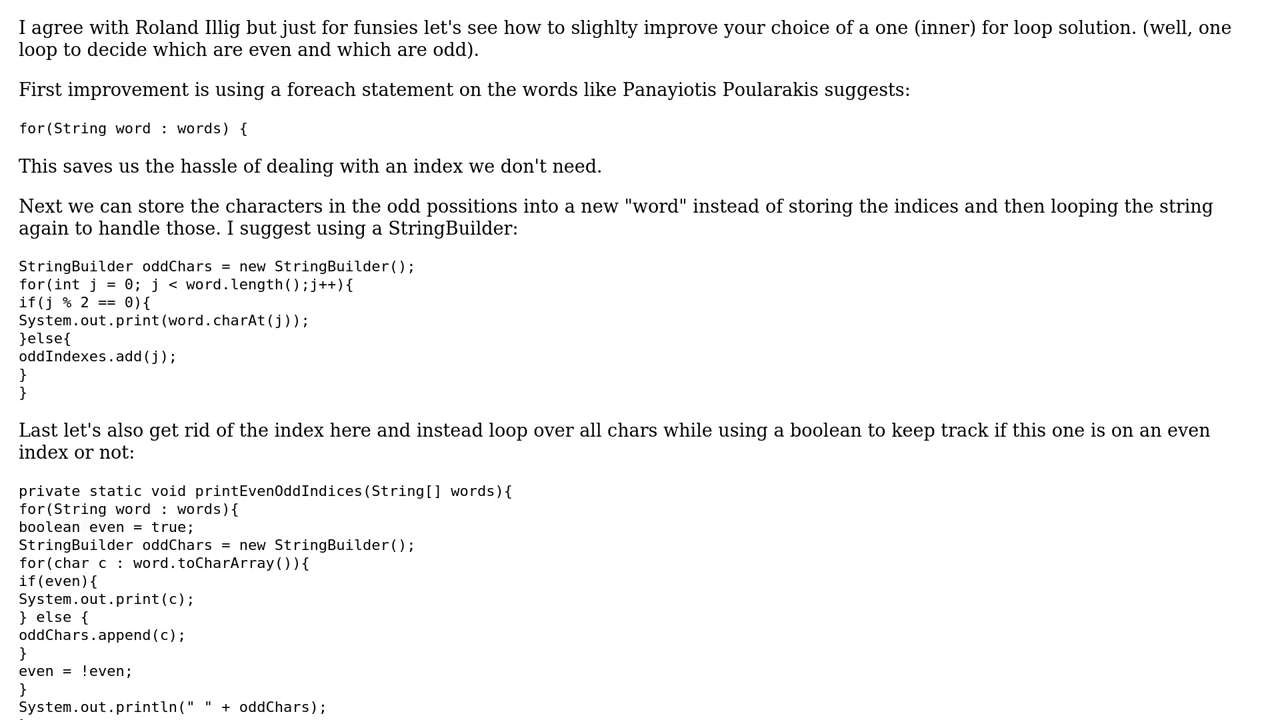 I agree with Roland Illig but just for funsies let's see how to slighlty improve your choice of a one (inner) for loop solution. (well, one
loop to decide which are even and which are odd).
First improvement is using a foreach statement on the words like Panayiotis Poularakis suggests:
for(String word : words) {
This saves us the hassle of dealing with an index we don't need.
Next we can store the characters in the odd possitions into a new "word" instead of storing the indices and then looping the string
again to handle those. I suggest using a StringBuilder:
StringBuilder oddChars = new StringBuilder();
for(int j = 0; j < word.length();j++){
if(j % 2 == 0){
System.out.print(word.charAt(j));
}else{
oddIndexes.add(j);
}
}
Last let's also get rid of the index here and instead loop over all chars while using a boolean to keep track if this one is on an even
index or not:
private static void printEvenOddIndices(String[] words){
for(String word : words){
boolean even = true;
StringBuilder oddChars = new StringBuilder();
for(char c : word.toCharArray()){
if(even){
System.out.print(c);
} else {
oddChars.append(c);
}
even = !even;
}
System.out.println(" " + oddChars);